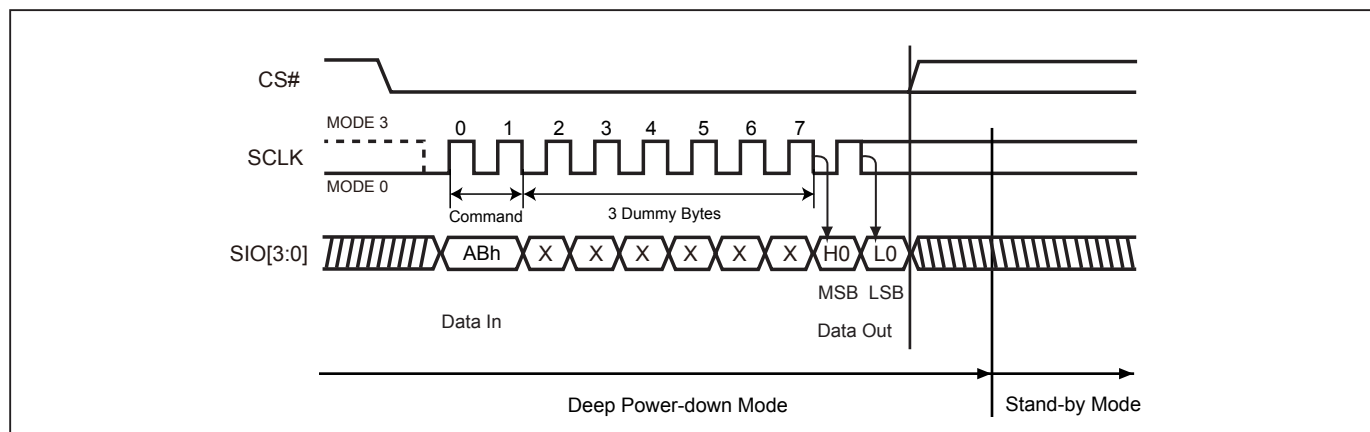 CS#
MODE 3
0 1 2 3 4 5 6 7
SCLK
MODE 0
Command
3 Dummy Bytes
SIO[3:0]
ABh X X X X X X H0 L0
MSB LSB
Data In
Data Out
Deep Power-down Mode
Stand-by Mode